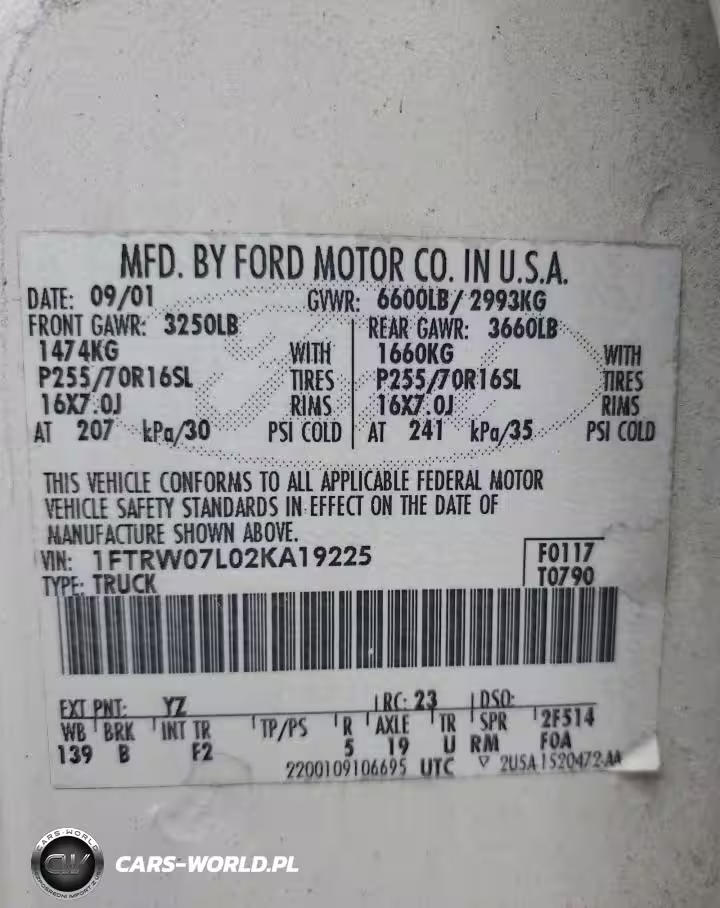 MFD. BY FORD MOTOR CO. IN U.S.A.
DATE: 09/01 GVWR: 6600LB/ 2993KG
FRONT GAWR: 3250LB REAR GAWR: 3660LB
1474KG WITH 1660KG WITH
P255/70R16SL TIRES P255/70R16SL TIRES
16X7.0J RIMS 16X7.0J RIMS
AT 207 kPa/30 PSI COLD AT 241 kPa/35 PSI COLD
THIS VEHICLE CONFORMS TO ALL APPLICABLE FEDERAL MOTOR
VEHICLE SAFETY STANDARDS IN EFFECT ON THE DATE OF
MANUFACTURE SHOWN ABOVE.
VIN: 1FTRW07L02KA19225 F0117
TYPE: TRUCK T0790
EXT PNT: YZ RC: 23 DSO:
WB BRK INT TR TP/PS R AXLE TR SPR 2F514
139 B F2 5 19 U RM F0A
2200109106695 UTC ▽ 2U5A 1520472-AA
CARS-WORLD
CARS-WORLD.PL